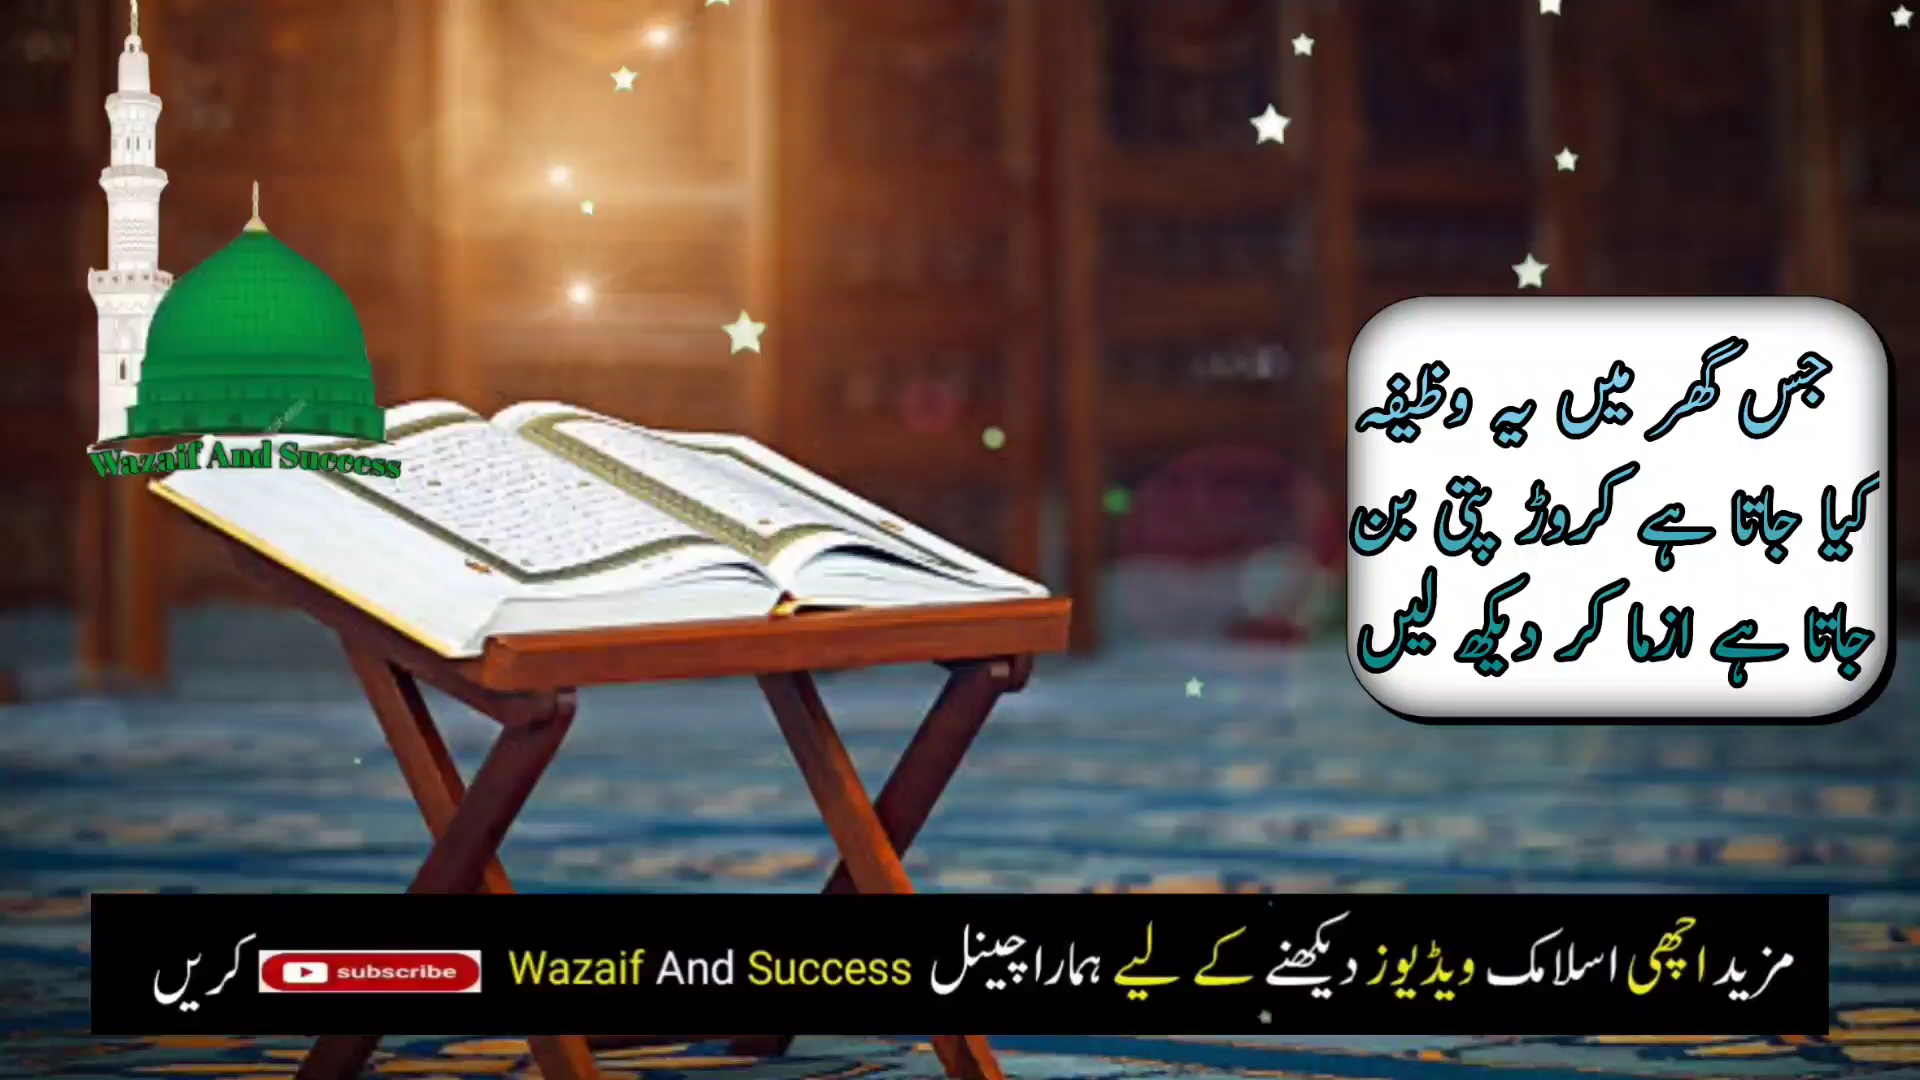 Wazaif And Success
جس گھر میں یہ وظیفہ
کیا جاتا ہے کروڑ پتی بن
جاتا ہے ازما کر دیکھ لیں
مزید اچھی اسلامک ویڈیوز دیکھنے کے لیے ہمارا چینل Wazaif And Success subscribe کریں